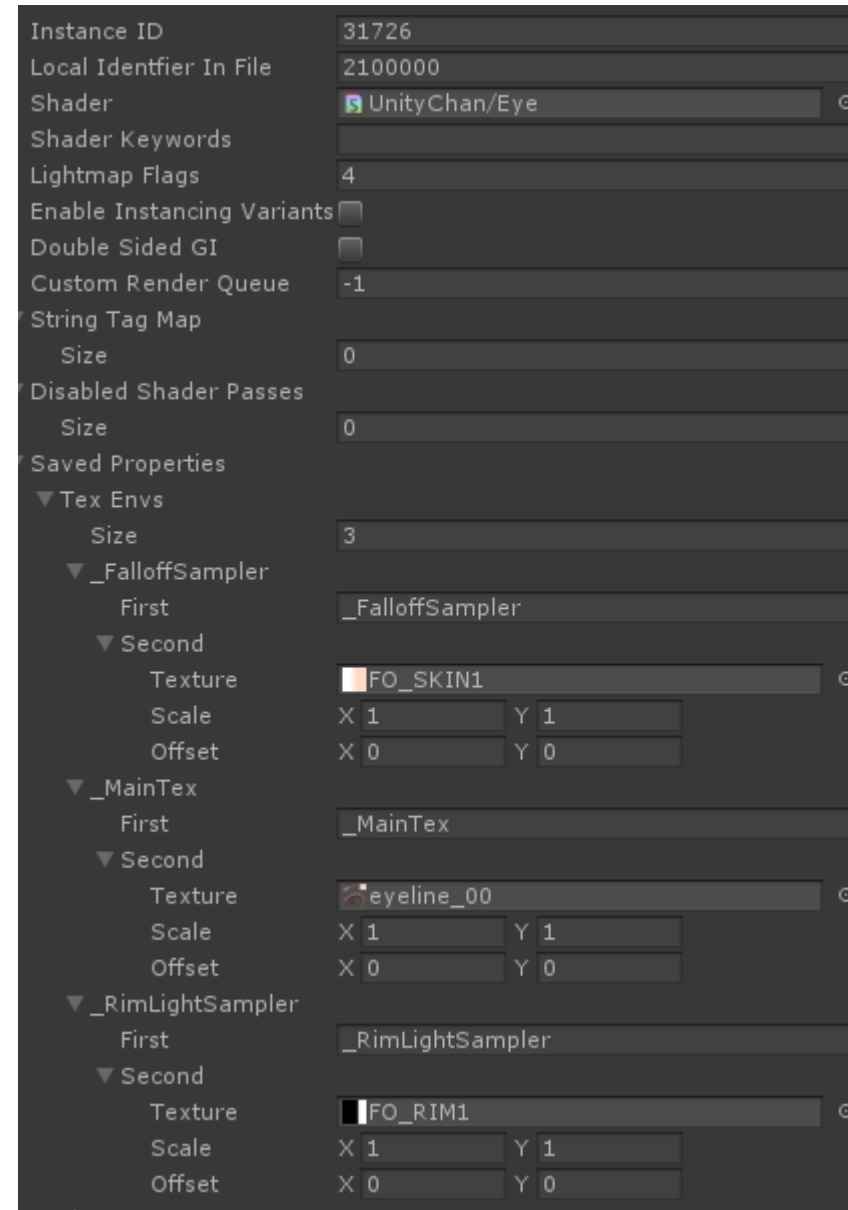 Instance ID 31726
Local Identfier In File 2100000
Shader UnityChan/Eye
Shader Keywords
Lightmap Flags 4
Enable Instancing Variants
Double Sided GI
Custom Render Queue -1
String Tag Map
Size 0
Disabled Shader Passes
Size 0
Saved Properties
Tex Envs
Size 3
_FalloffSampler
First _FalloffSampler
Second
Texture FO_SKIN1
Scale X 1 Y 1
Offset X 0 Y 0
_MainTex
First _MainTex
Second
Texture eyeline_00
Scale X 1 Y 1
Offset X 0 Y 0
_RimLightSampler
First _RimLightSampler
Second
Texture FO_RIM1
Scale X 1 Y 1
Offset X 0 Y 0